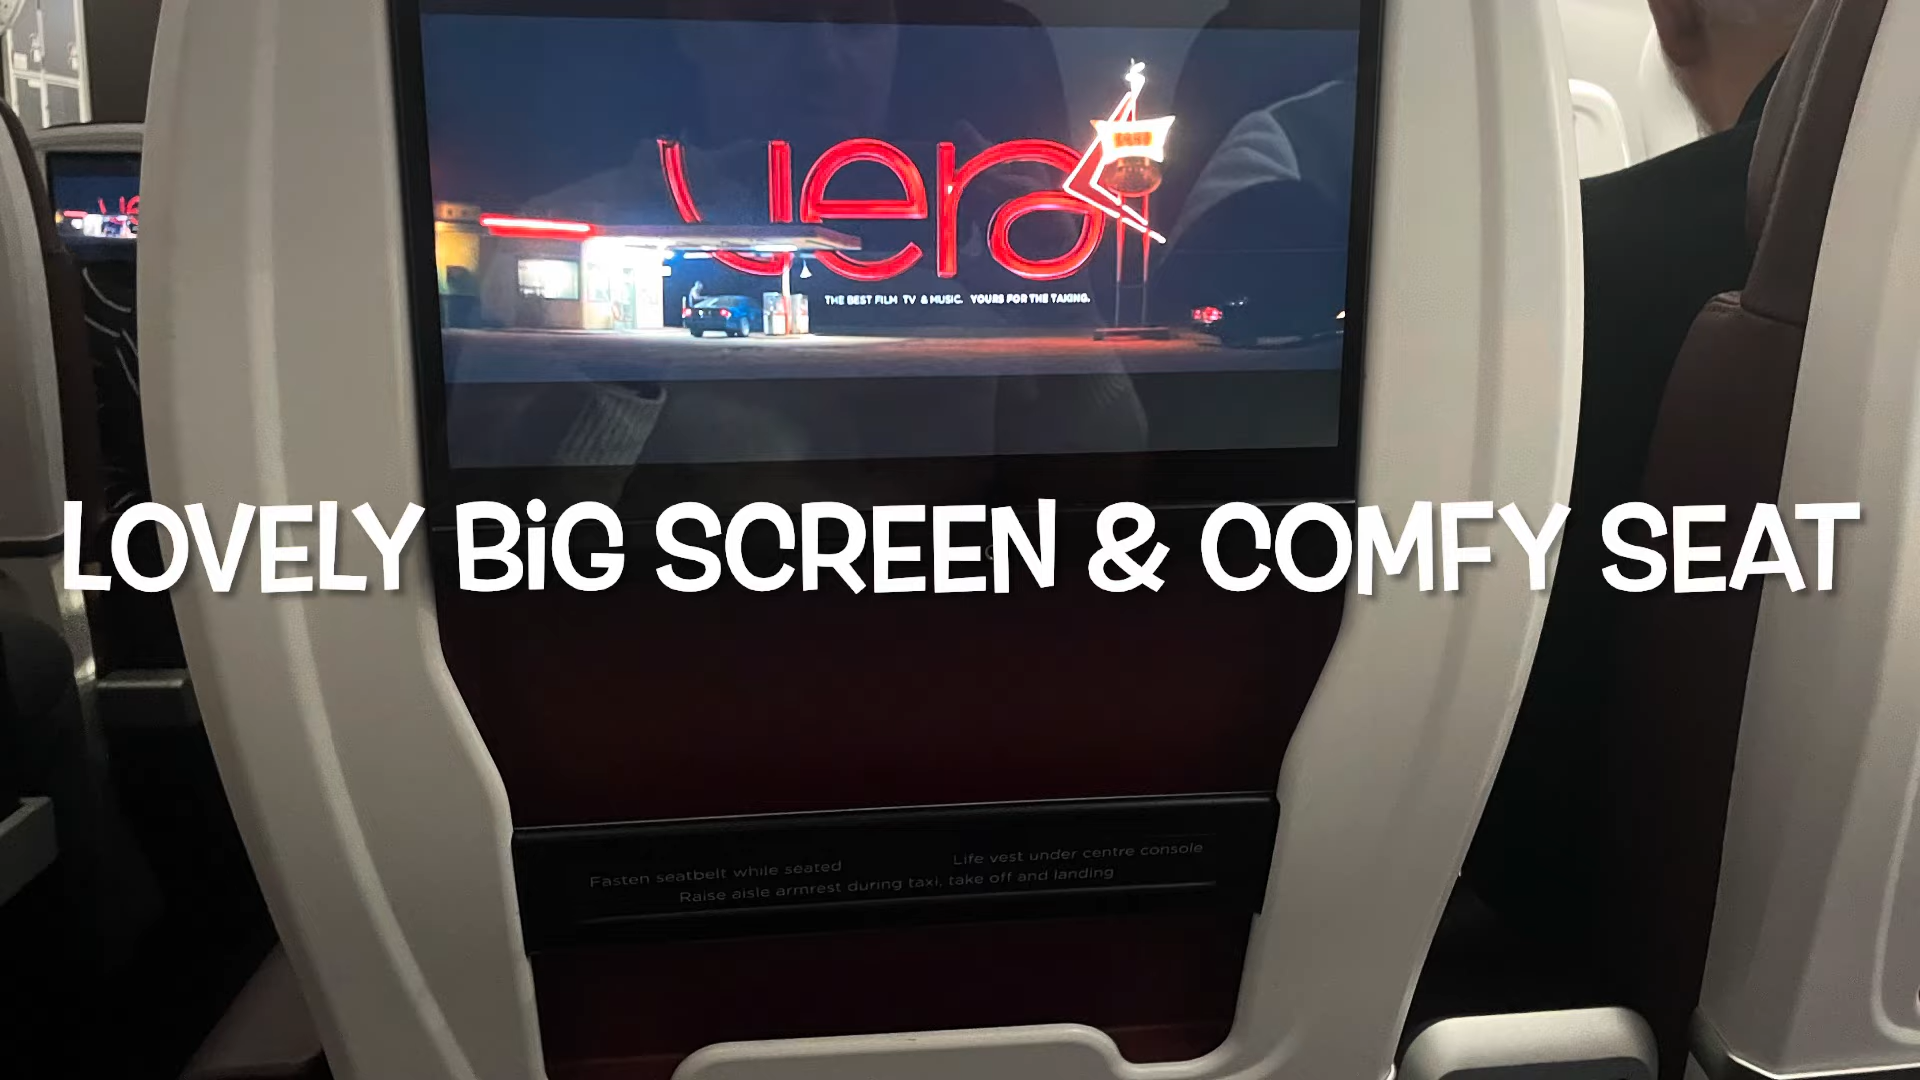 Vera
THE BEST FILM TV & MUSIC. YOURS FOR THE TAKING.
LOVELY BiG SCREEN & COMFY SEAT
Fasten seatbelt while seated
Life vest under centre console
Raise aisle armrest during taxi, take off and landing